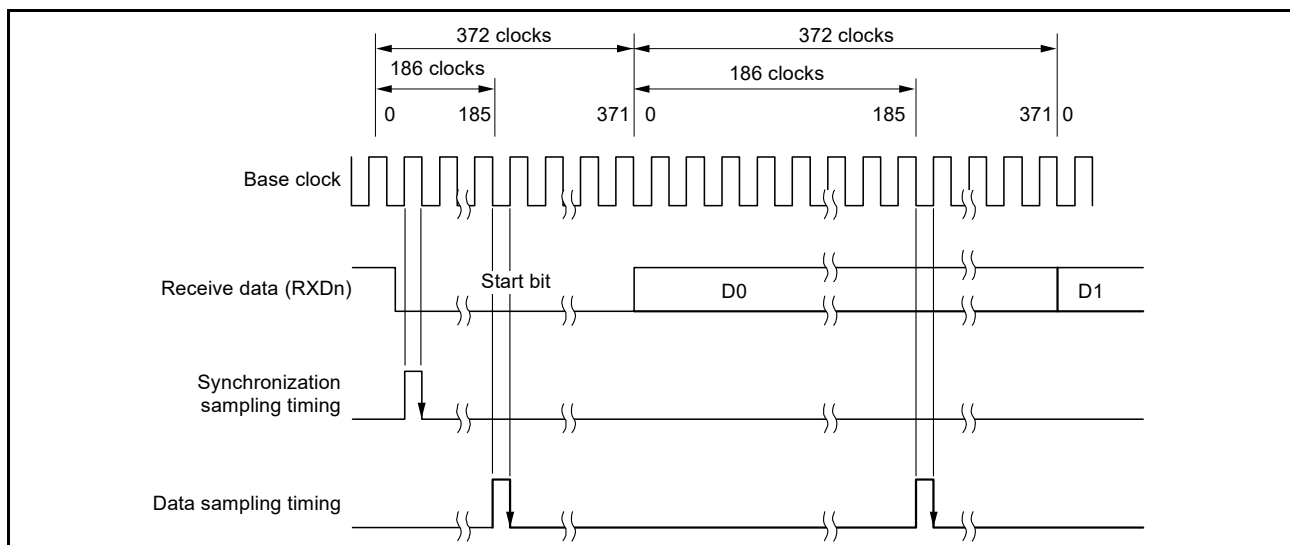 372 clocks 372 clocks
186 clocks 186 clocks
0 185 371 0 185 371 0
Base clock
Receive data (RXDn) Start bit D0 D1
Synchronization
sampling timing
Data sampling timing